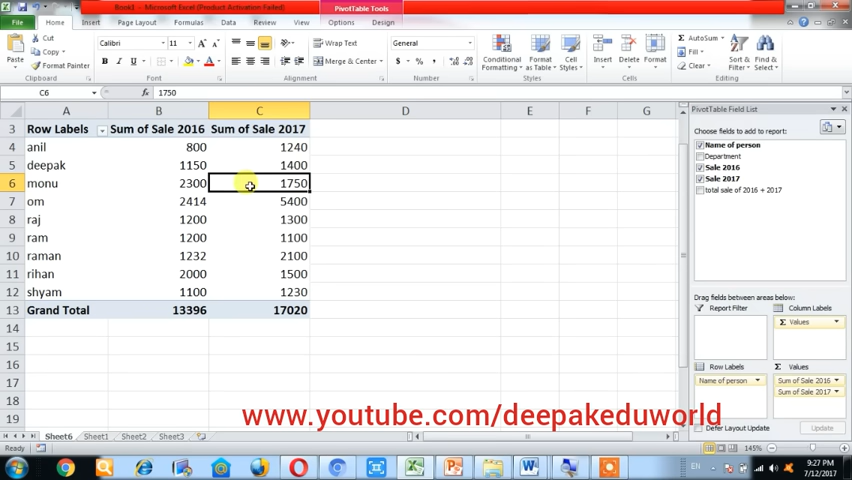 Book1 - Microsoft Excel (Product Activation Failed)
PivotTable Tools
File Home Insert Page Layout Formulas Data Review View Options Design
Paste
Cut
Copy
Format Painter
Clipboard
Calibri 11
B I U
Font
Wrap Text
Merge & Center
Alignment
General
$ % ,
Number
Conditional Formatting
Format as Table
Cell Styles
Styles
Insert Delete Format
Cells
AutoSum
Fill
Clear
Sort & Filter
Find & Select
Editing
C6 fx 1750
A B C D E F G
3 Row Labels Sum of Sale 2016 Sum of Sale 2017
4 anil 800 1240
5 deepak 1150 1400
6 monu 2300 1750
7 om 2414 5400
8 raj 1200 1300
9 ram 1200 1100
10 raman 1232 2100
11 rihan 2000 1500
12 shyam 1100 1230
13 Grand Total 13396 17020
14
15
16
17
18
19
PivotTable Field List
Choose fields to add to report:
Name of person
Department
Sale 2016
Sale 2017
total sale of 2016 + 2017
Drag fields between areas below:
Report Filter
Column Labels
Σ Values
Row Labels
Σ Values
Name of person
Sum of Sale 2016
Sum of Sale 2017
Defer Layout Update
Update
www.youtube.com/deepakeduworld
Sheet6 Sheet1 Sheet2 Sheet3
Ready
145%
EN
9:27 PM
7/12/2017